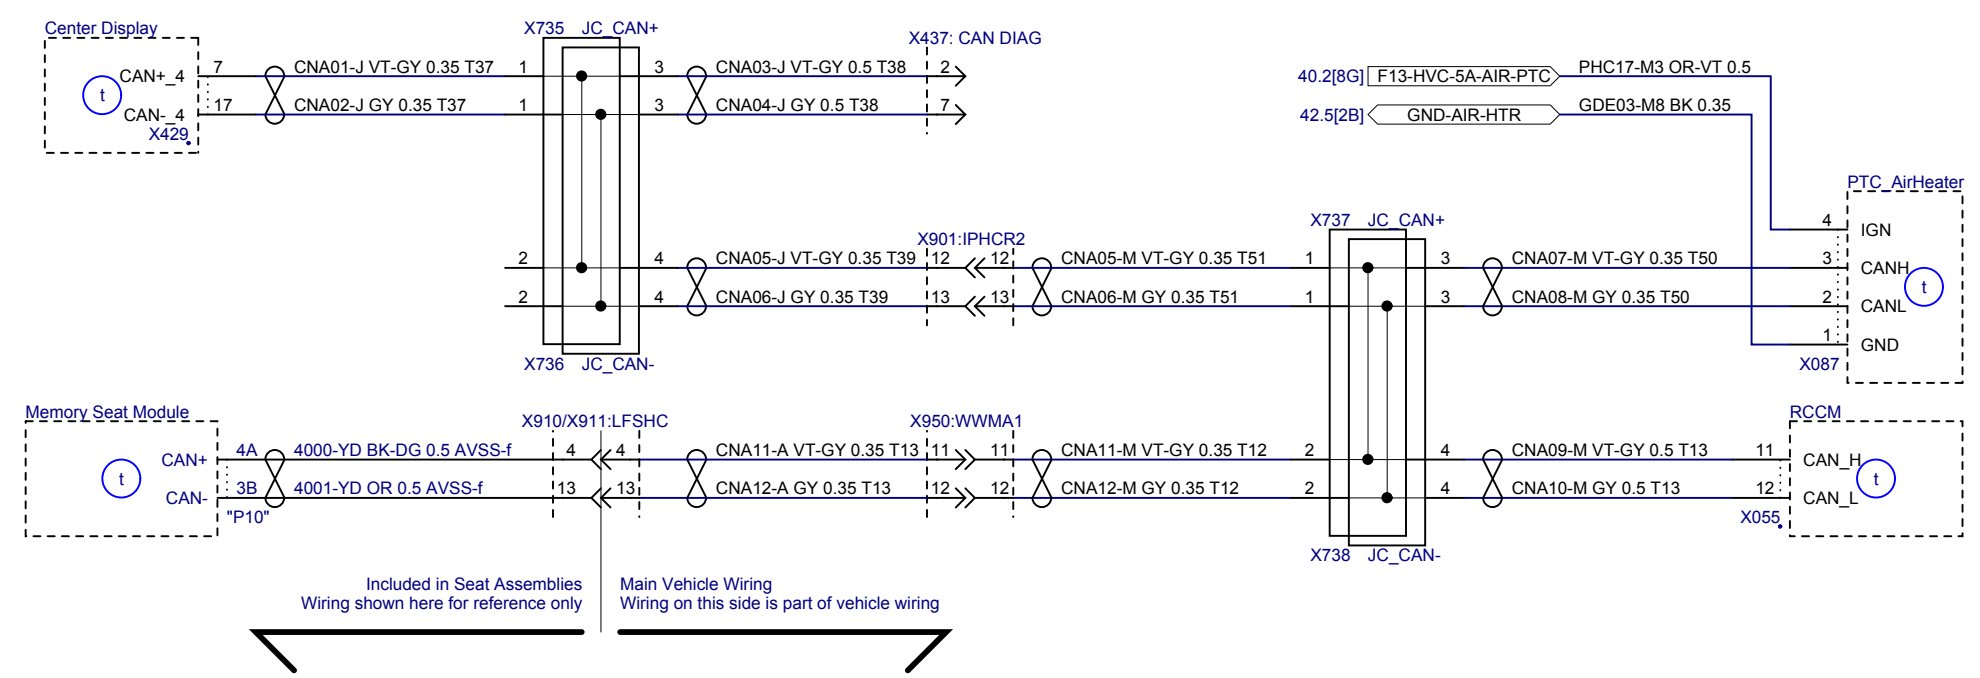 Center Display
X735 JC_CAN+
X437: CAN DIAG
CAN+_4 7 CNA01-J VT-GY 0.35 T37 1 3 CNA03-J VT-GY 0.5 T38 2
40.2[8G] F13-HVC-5A-AIR-PTC PHC17-M3 OR-VT 0.5
t
CAN-_4 17 CNA02-J GY 0.35 T37 1 3 CNA04-J GY 0.5 T38 7
42.5[2B] GND-AIR-HTR GDE03-M8 BK 0.35
X429
PTC_AirHeater
X737 JC_CAN+
4 IGN
X901:IPHCR2
2 4 CNA05-J VT-GY 0.35 T39 12 12 CNA05-M VT-GY 0.35 T51 1 3 CNA07-M VT-GY 0.35 T50 3 CANH
t
2 4 CNA06-J GY 0.35 T39 13 13 CNA06-M GY 0.35 T51 1 3 CNA08-M GY 0.35 T50 2 CANL
1 GND
X736 JC_CAN-
X087
Memory Seat Module
X910/X911:LFSHC
X950:WWMA1
RCCM
CAN+ 4A 4000-YD BK-DG 0.5 AVSS-f 4 4 CNA11-A VT-GY 0.35 T13 11 11 CNA11-M VT-GY 0.35 T12 2 4 CNA09-M VT-GY 0.5 T13 11 CAN_H
t
t
CAN- 3B 4001-YD OR 0.5 AVSS-f 13 13 CNA12-A GY 0.35 T13 12 12 CNA12-M GY 0.35 T12 2 4 CNA10-M GY 0.5 T13 12 CAN_L
"P10"
X055
X738 JC_CAN-
Included in Seat Assemblies
Wiring shown here for reference only
Main Vehicle Wiring
Wiring on this side is part of vehicle wiring